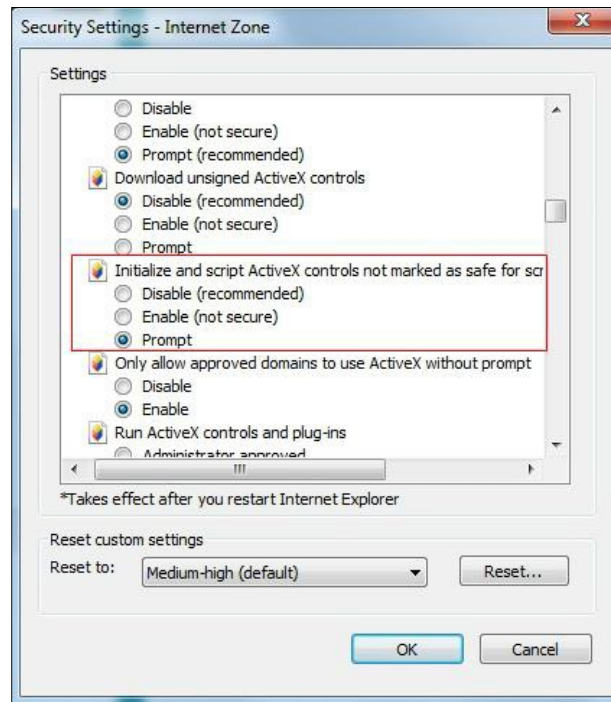 Security Settings - Internet Zone
Settings
Disable
Enable (not secure)
Prompt (recommended)
Download unsigned ActiveX controls
Disable (recommended)
Enable (not secure)
Prompt
Initialize and script ActiveX controls not marked as safe for scr
Disable (recommended)
Enable (not secure)
Prompt
Only allow approved domains to use ActiveX without prompt
Disable
Enable
Run ActiveX controls and plug-ins
Administrator approved
*Takes effect after you restart Internet Explorer
Reset custom settings
Reset to: Medium-high (default) Reset...
OK Cancel